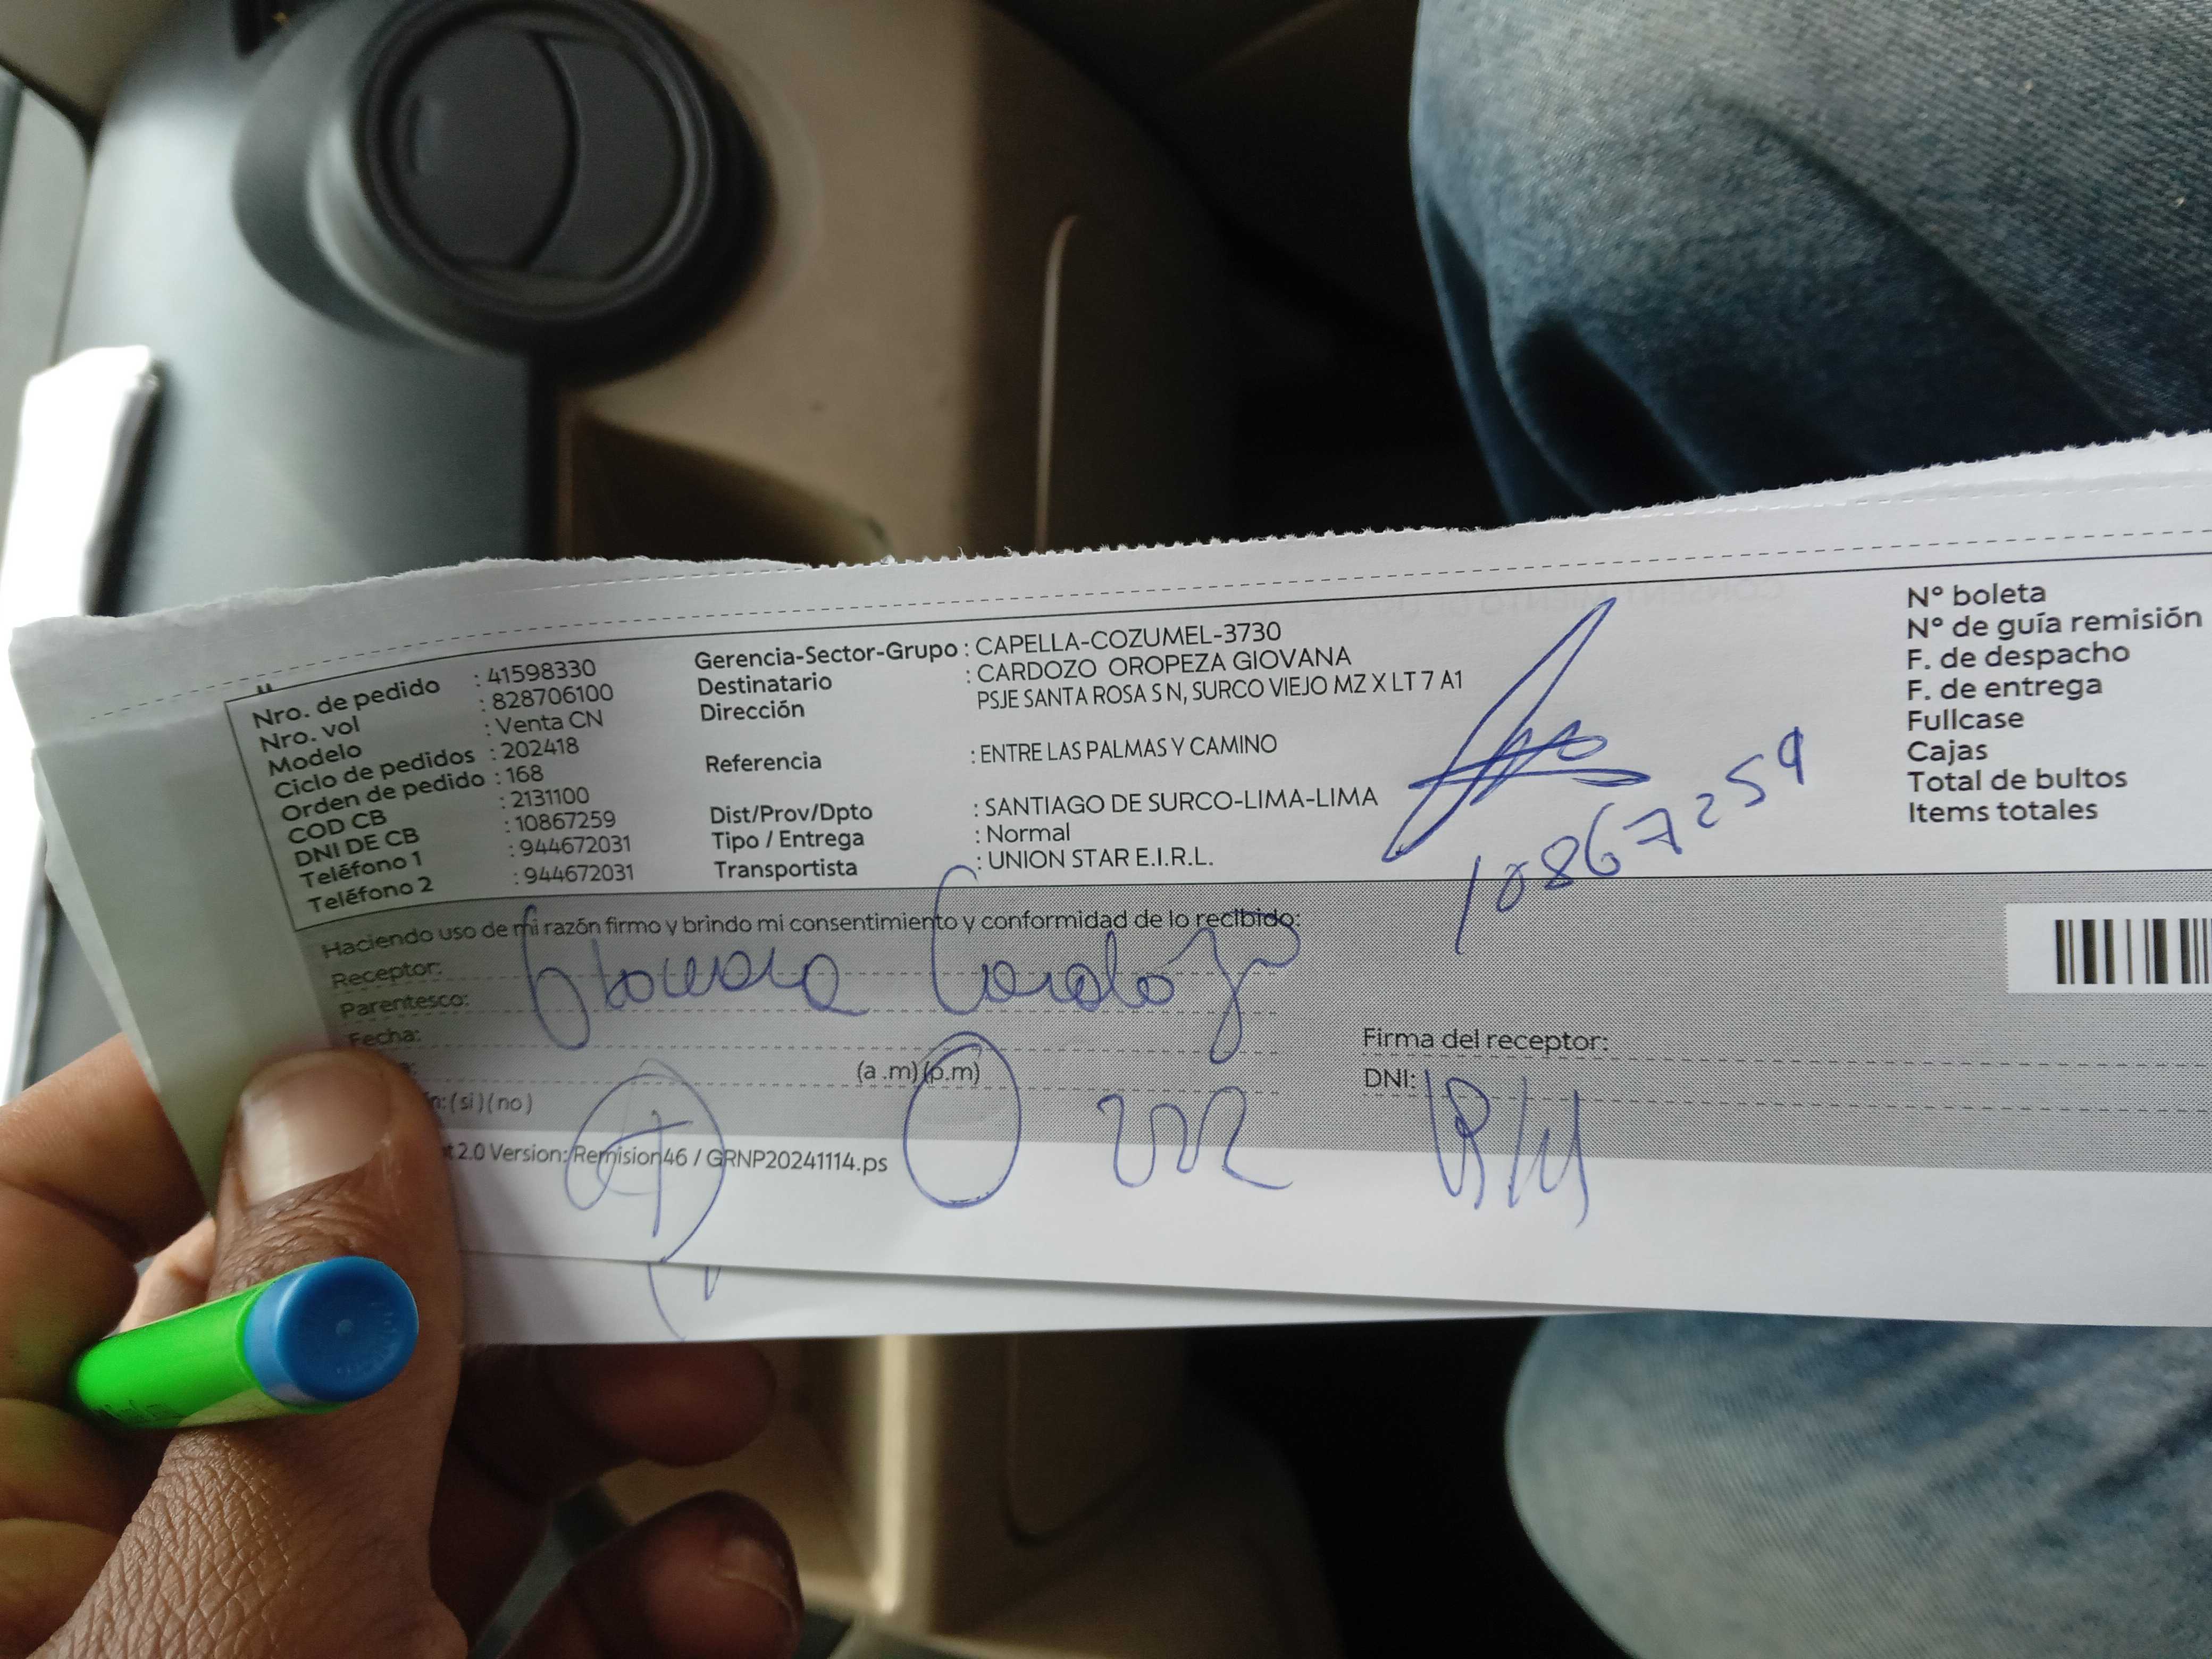 Nro. de pedido : 41598330
Nro. vol : 828706100
Modelo : Venta CN
Ciclo de pedidos : 202418
Orden de pedido : 168
COD CB : 2131100
DNI DE CB : 10867259
Teléfono 1 : 944672031
Teléfono 2 : 944672031
Gerencia-Sector-Grupo : CAPELLA-COZUMEL-3730
Destinatario : CARDOZO OROPEZA GIOVANA
Dirección PSJE SANTA ROSA S N, SURCO VIEJO MZ X LT 7 A1
Referencia : ENTRE LAS PALMAS Y CAMINO
Dist/Prov/Dpto : SANTIAGO DE SURCO-LIMA-LIMA
Tipo / Entrega : Normal
Transportista : UNION STAR E.I.R.L.
10867259
N° boleta
N° de guía remisión
F. de despacho
F. de entrega
Fullcase
Cajas
Total de bultos
Items totales
Haciendo uso de mi razón firmo y brindo mi consentimiento y conformidad de lo recibido:
Receptor:
Parentesco:
Giovana Cardozo
Fecha:
(a .m)(p.m)
(si)(no)
Firma del receptor:
DNI:
2.0 Version: Remision46 / GRNP20241114.ps